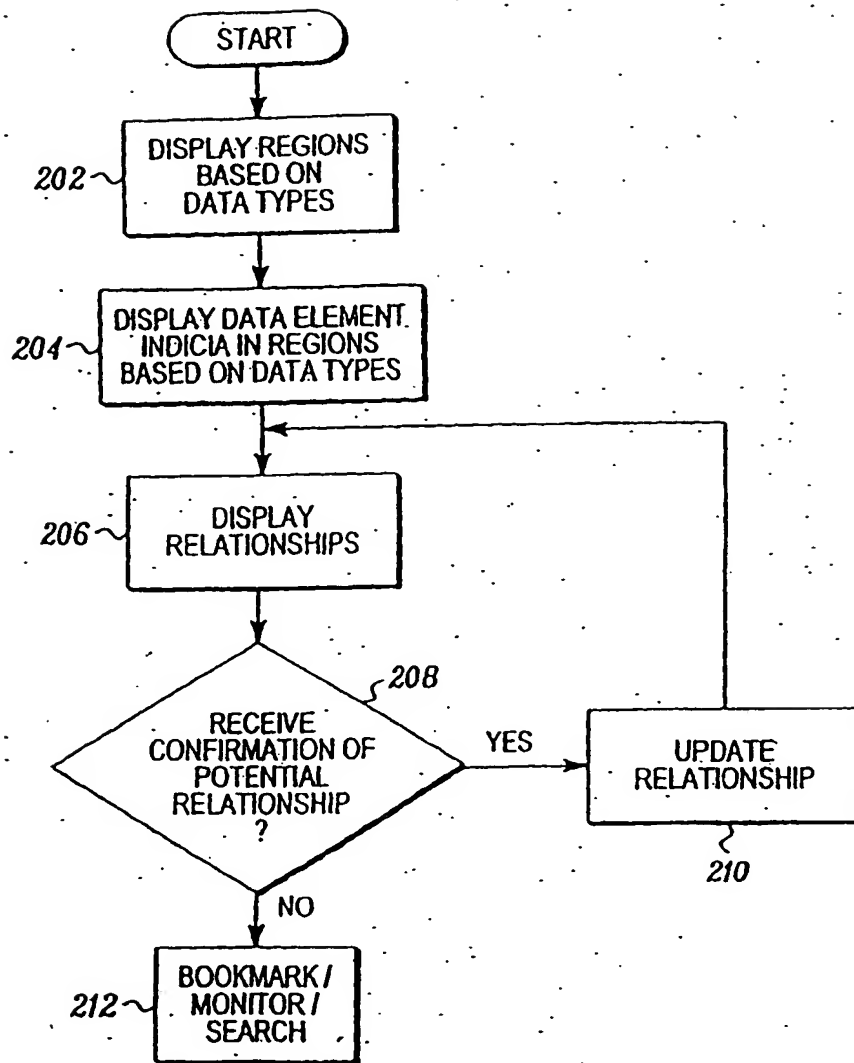 START
202
DISPLAY REGIONS
BASED ON
DATA TYPES
204
DISPLAY DATA ELEMENT
INDICIA IN REGIONS
BASED ON DATA TYPES
206
DISPLAY
RELATIONSHIPS
208
RECEIVE
CONFIRMATION OF
POTENTIAL
RELATIONSHIP
?
YES
UPDATE
RELATIONSHIP
210
NO
212
BOOKMARK /
MONITOR /
SEARCH